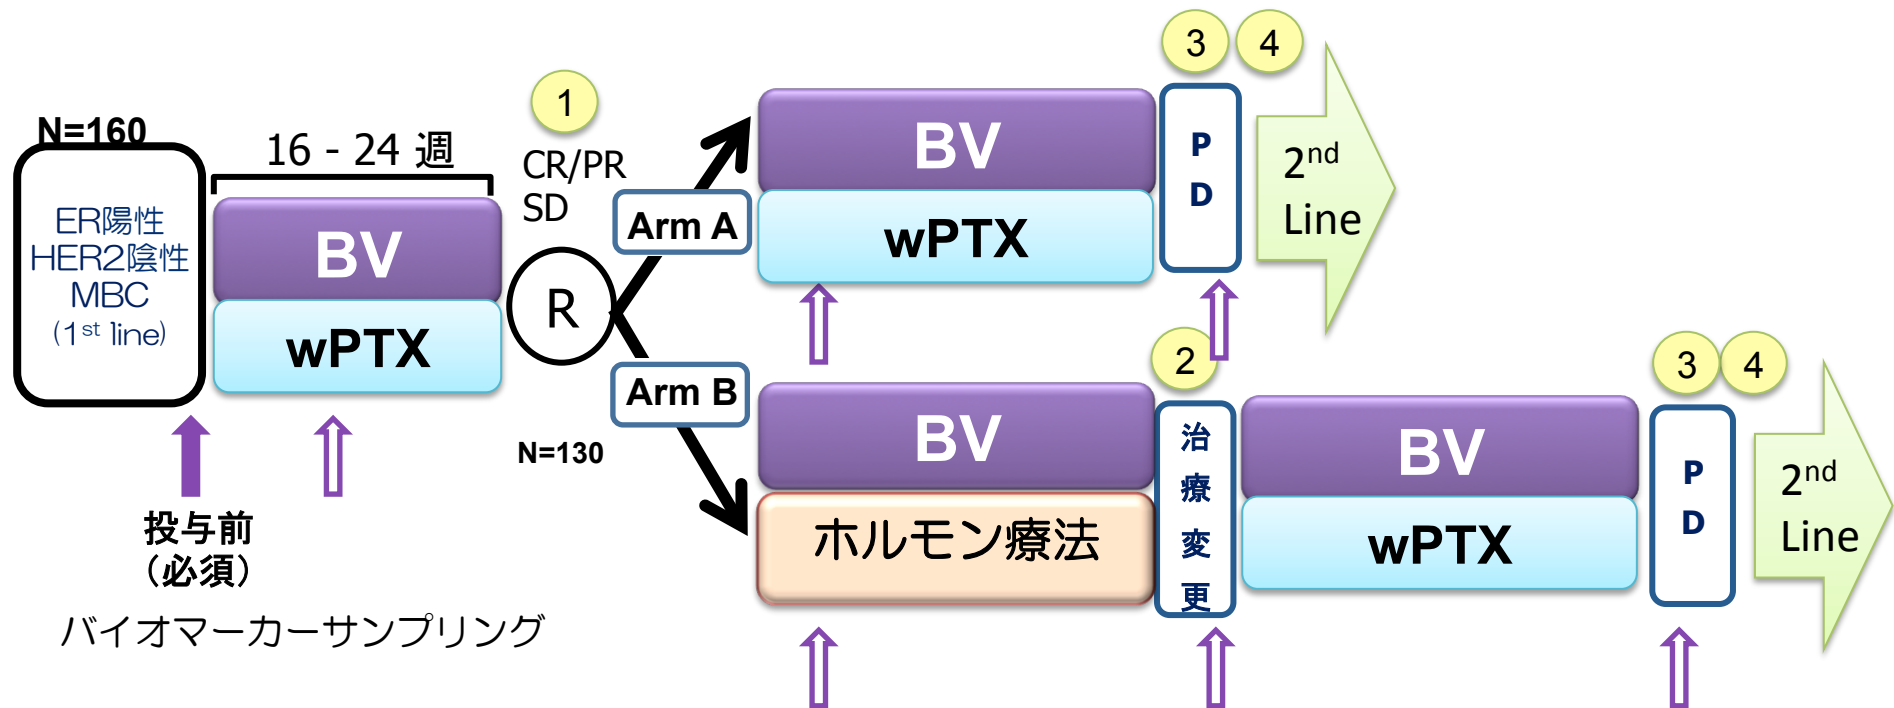 N=160
ER陽性
HER2陰性
MBC
(1st line)
16 - 24 週
BV
wPTX
投与前
（必須）
バイオマーカーサンプリング
1
CR/PR
SD
R
N=130
Arm A
BV
wPTX
3
4
P
D
2nd
Line
Arm B
BV
ホルモン療法
2
治
療
変
更
BV
wPTX
3
4
P
D
2nd
Line